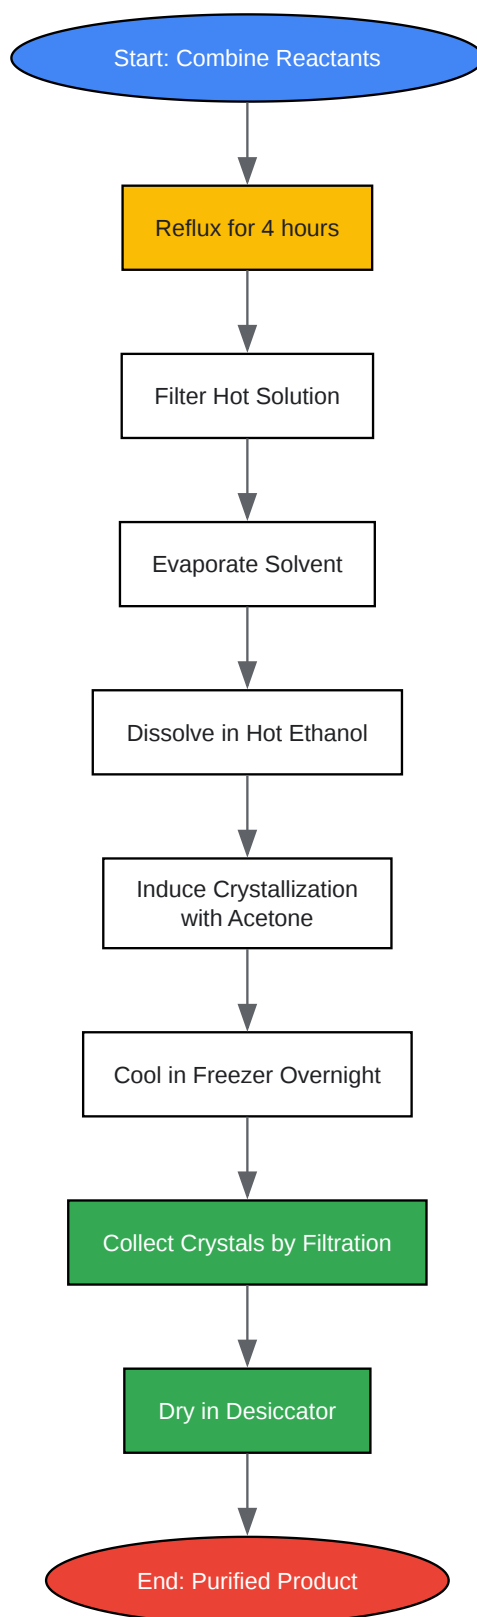 Start: Combine Reactants
Reflux for 4 hours
Filter Hot Solution
Evaporate Solvent
Dissolve in Hot Ethanol
Induce Crystallization
with Acetone
Cool in Freezer Overnight
Collect Crystals by Filtration
Dry in Desiccator
End: Purified Product